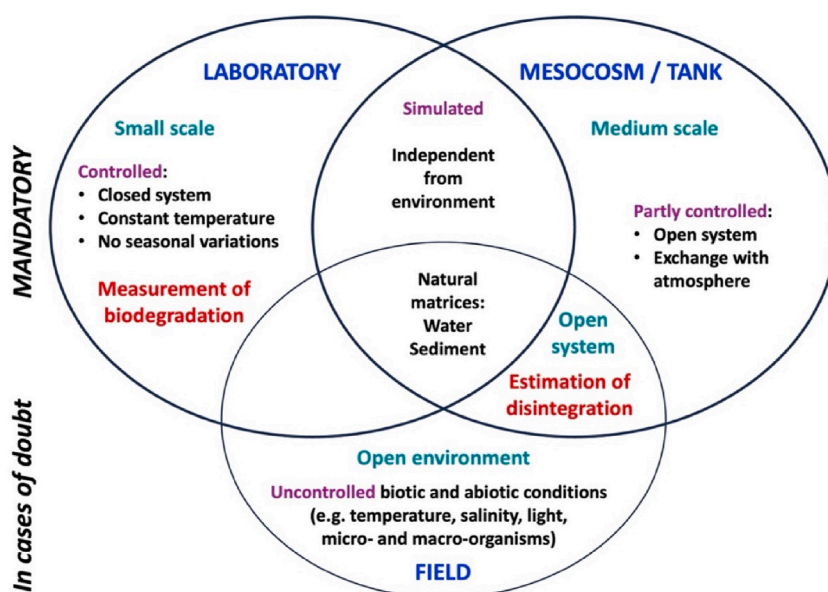 LABORATORY
MESOCOSM / TANK
Small scale
Simulated
Medium scale
Controlled:
• Closed system
• Constant temperature
• No seasonal variations
Independent
from
environment
Partly controlled:
• Open system
• Exchange with
atmosphere
Measurement of
biodegradation
Natural
matrices:
Water
Sediment
Open
system
Estimation of
disintegration
Open environment
Uncontrolled biotic and abiotic conditions
(e.g. temperature, salinity, light,
micro- and macro-organisms)
FIELD
MANDATORY
In cases of doubt